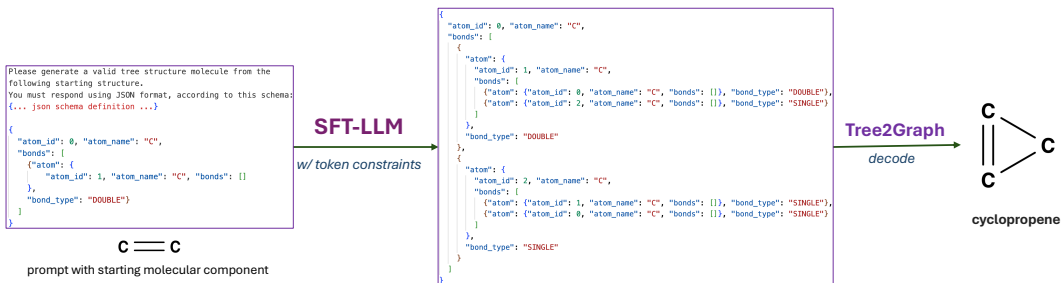 Please generate a valid tree structure molecule from the
following starting structure.
You must respond using JSON format, according to this schema:
{... json schema definition ...}
{
"atom_id": 0, "atom_name": "C",
"bonds": [
{"atom": {
"atom_id": 1, "atom_name": "C", "bonds": []
},
"bond_type": "DOUBLE"}
]
}
C C
prompt with starting molecular component
SFT-LLM
w/ token constraints
{
"atom_id": 0, "atom_name": "C",
"bonds": [
{
"atom": {
"atom_id": 1, "atom_name": "C",
"bonds": [
{"atom": {"atom_id": 0, "atom_name": "C", "bonds": []}, "bond_type": "DOUBLE"},
{"atom": {"atom_id": 2, "atom_name": "C", "bonds": []}, "bond_type": "SINGLE"}
]
},
"bond_type": "DOUBLE"
},
{
"atom": {
"atom_id": 2, "atom_name": "C",
"bonds": [
{"atom": {"atom_id": 1, "atom_name": "C", "bonds": []}, "bond_type": "SINGLE"},
{"atom": {"atom_id": 0, "atom_name": "C", "bonds": []}, "bond_type": "SINGLE"}
]
},
"bond_type": "SINGLE"
}
]
}
Tree2Graph
decode
C
C
C
cyclopropene